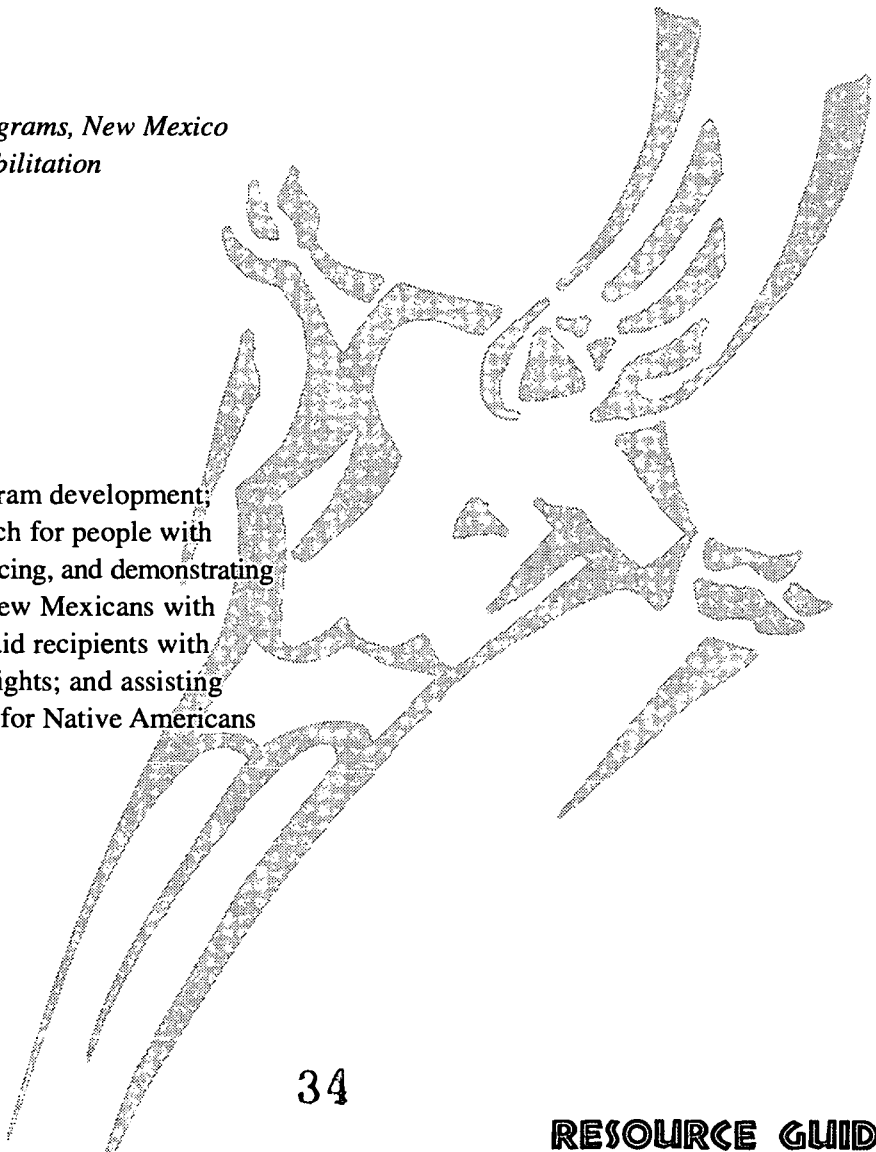 grams, New Mexico
bilitation
ram development;
ch for people with
cing, and demonstrating
ew Mexicans with
id recipients with
ights; and assisting
for Native Americans
34
RESOURCE GUID